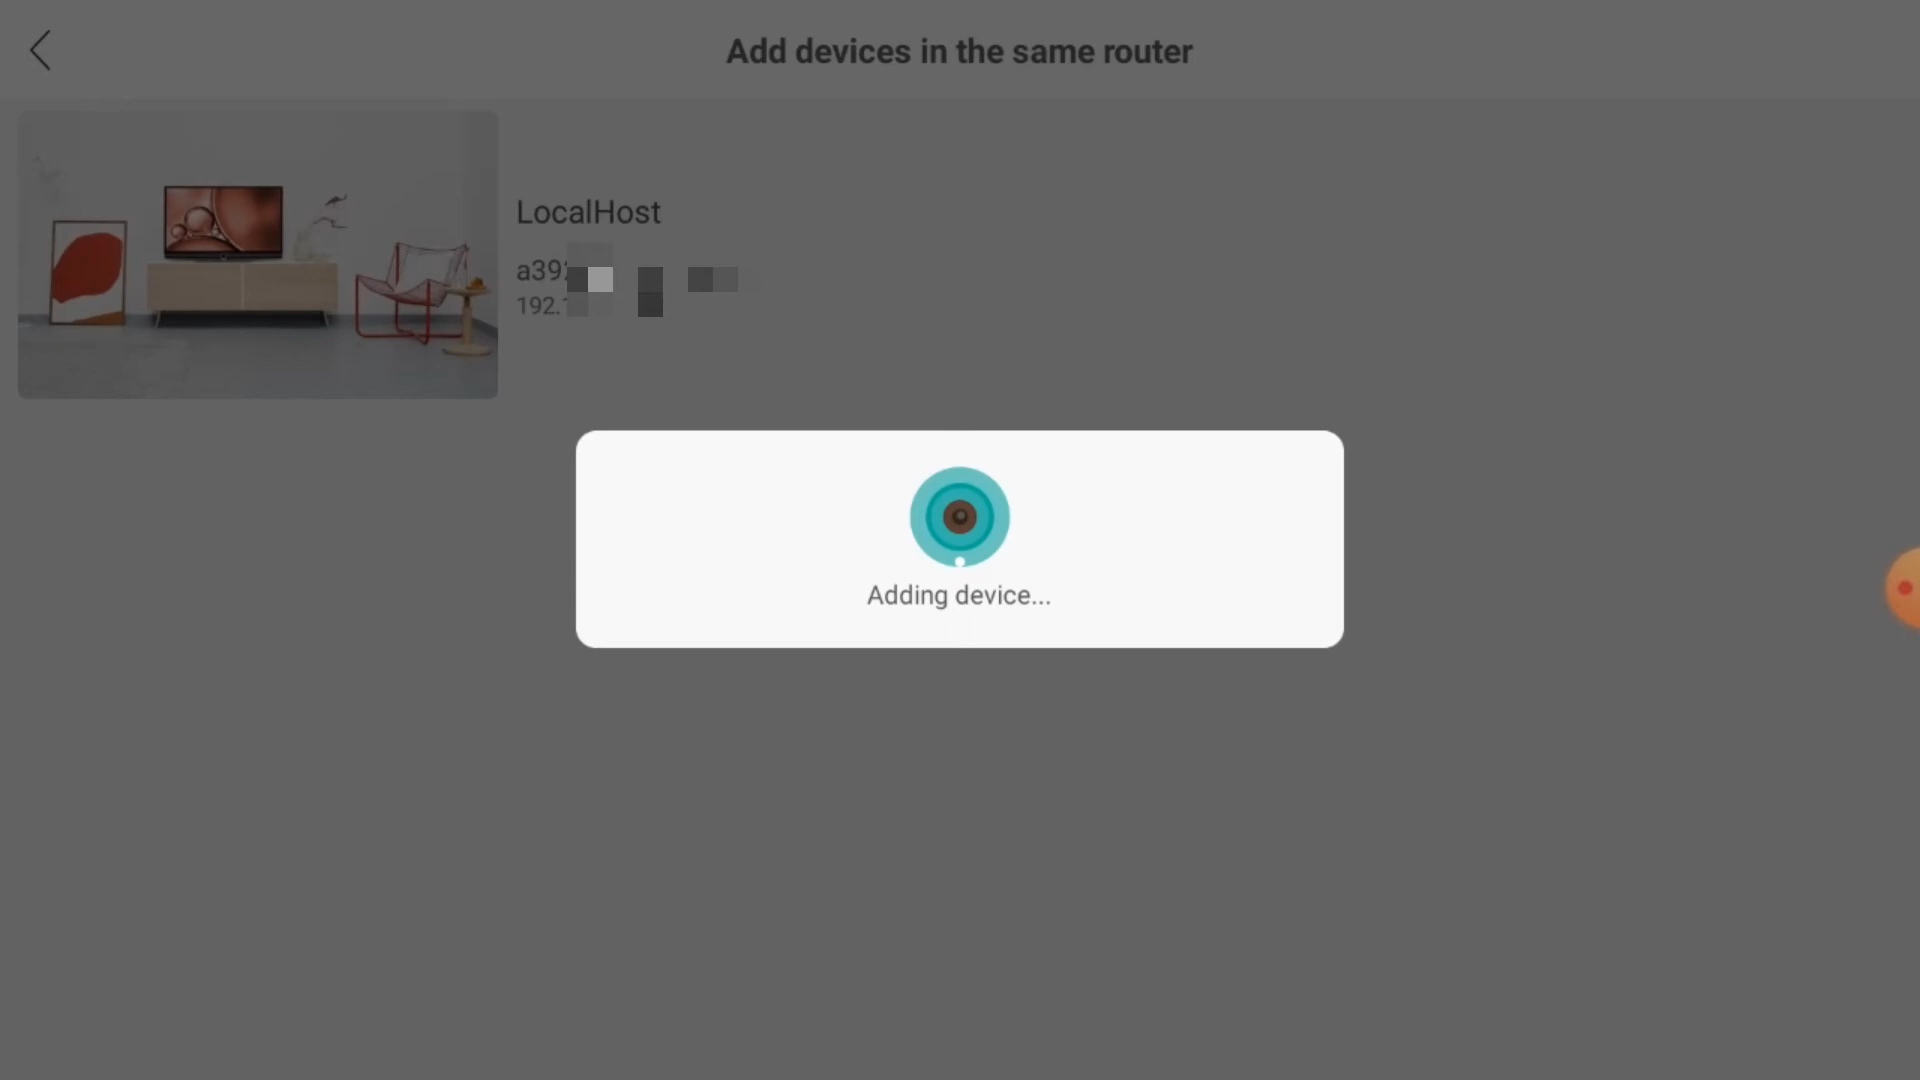 Add devices in the same router
LocalHost
a39
192.
Adding device...